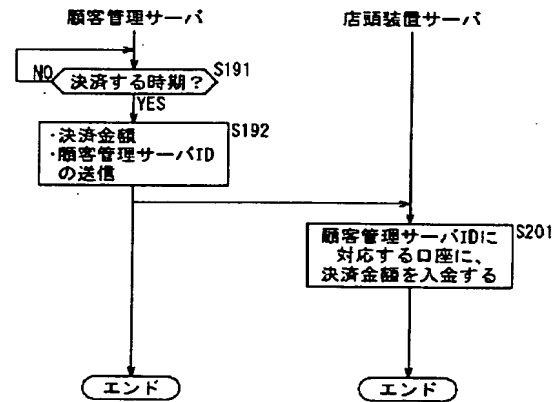 顧客管理サーバ
店頭装置サーバ
決済する時期?
S191
NO
YES
・決済金額
・顧客管理サーバID
の送信
S192
顧客管理サーバIDに
対応する口座に、
決済金額を入金する
S201
エンド
エンド